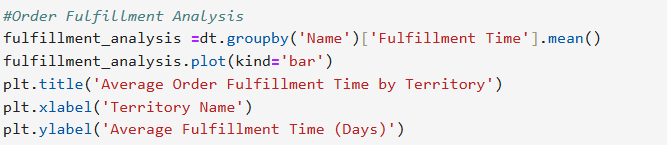 #Order Fulfillment Analysis
fulfillment_analysis =dt.groupby('Name')['Fulfillment Time'].mean()
fulfillment_analysis.plot(kind='bar')
plt.title('Average Order Fulfillment Time by Territory')
plt.xlabel('Territory Name')
plt.ylabel('Average Fulfillment Time (Days)')